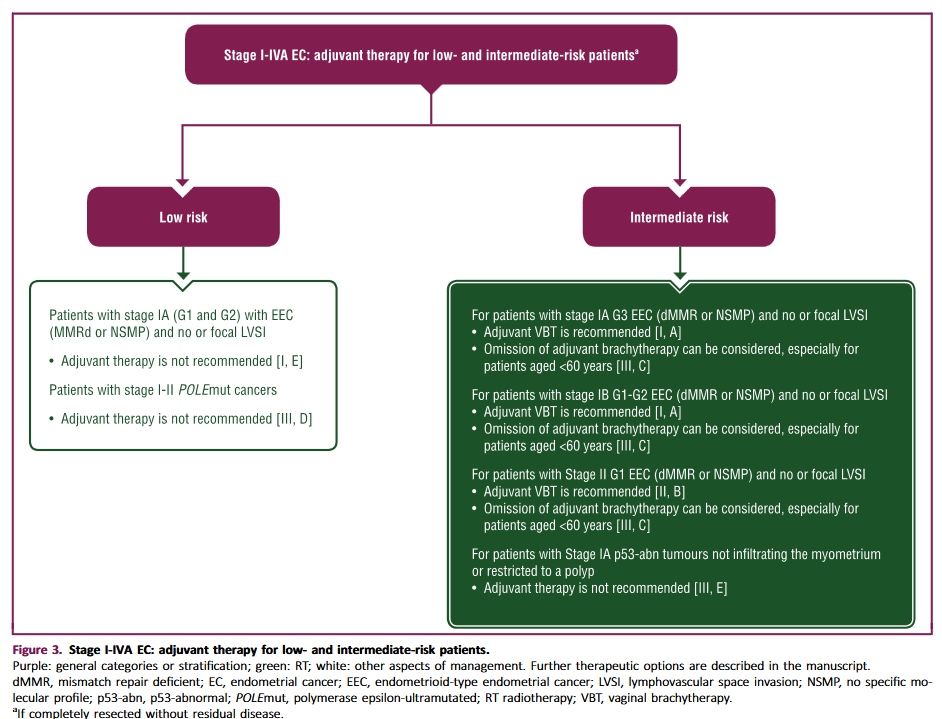 Stage I-IVA EC: adjuvant therapy for low- and intermediate-risk patientsᵃ
Low risk
Intermediate risk
Patients with stage IA (G1 and G2) with EEC
(MMRd or NSMP) and no or focal LVSI
• Adjuvant therapy is not recommended [I, E]
Patients with stage I-II POLEmut cancers
• Adjuvant therapy is not recommended [III, D]
For patients with stage IA G3 EEC (dMMR or NSMP) and no or focal LVSI
• Adjuvant VBT is recommended [I, A]
• Omission of adjuvant brachytherapy can be considered, especially for
patients aged <60 years [III, C]
For patients with stage IB G1-G2 EEC (dMMR or NSMP) and no or focal LVSI
• Adjuvant VBT is recommended [I, A]
• Omission of adjuvant brachytherapy can be considered, especially for
patients aged <60 years [III, C]
For patients with Stage II G1 EEC (dMMR or NSMP) and no or focal LVSI
• Adjuvant VBT is recommended [II, B]
• Omission of adjuvant brachytherapy can be considered, especially for
patients aged <60 years [III, C]
For patients with Stage IA p53-abn tumours not infiltrating the myometrium
or restricted to a polyp
• Adjuvant therapy is not recommended [III, E]
Figure 3. Stage I-IVA EC: adjuvant therapy for low- and intermediate-risk patients.
Purple: general categories or stratification; green: RT; white: other aspects of management. Further therapeutic options are described in the manuscript.
dMMR, mismatch repair deficient; EC, endometrial cancer; EEC, endometrioid-type endometrial cancer; LVSI, lymphovascular space invasion; NSMP, no specific mo-
lecular profile; p53-abn, p53-abnormal; POLEmut, polymerase epsilon-ultramutated; RT radiotherapy; VBT, vaginal brachytherapy.
ᵃIf completely resected without residual disease.